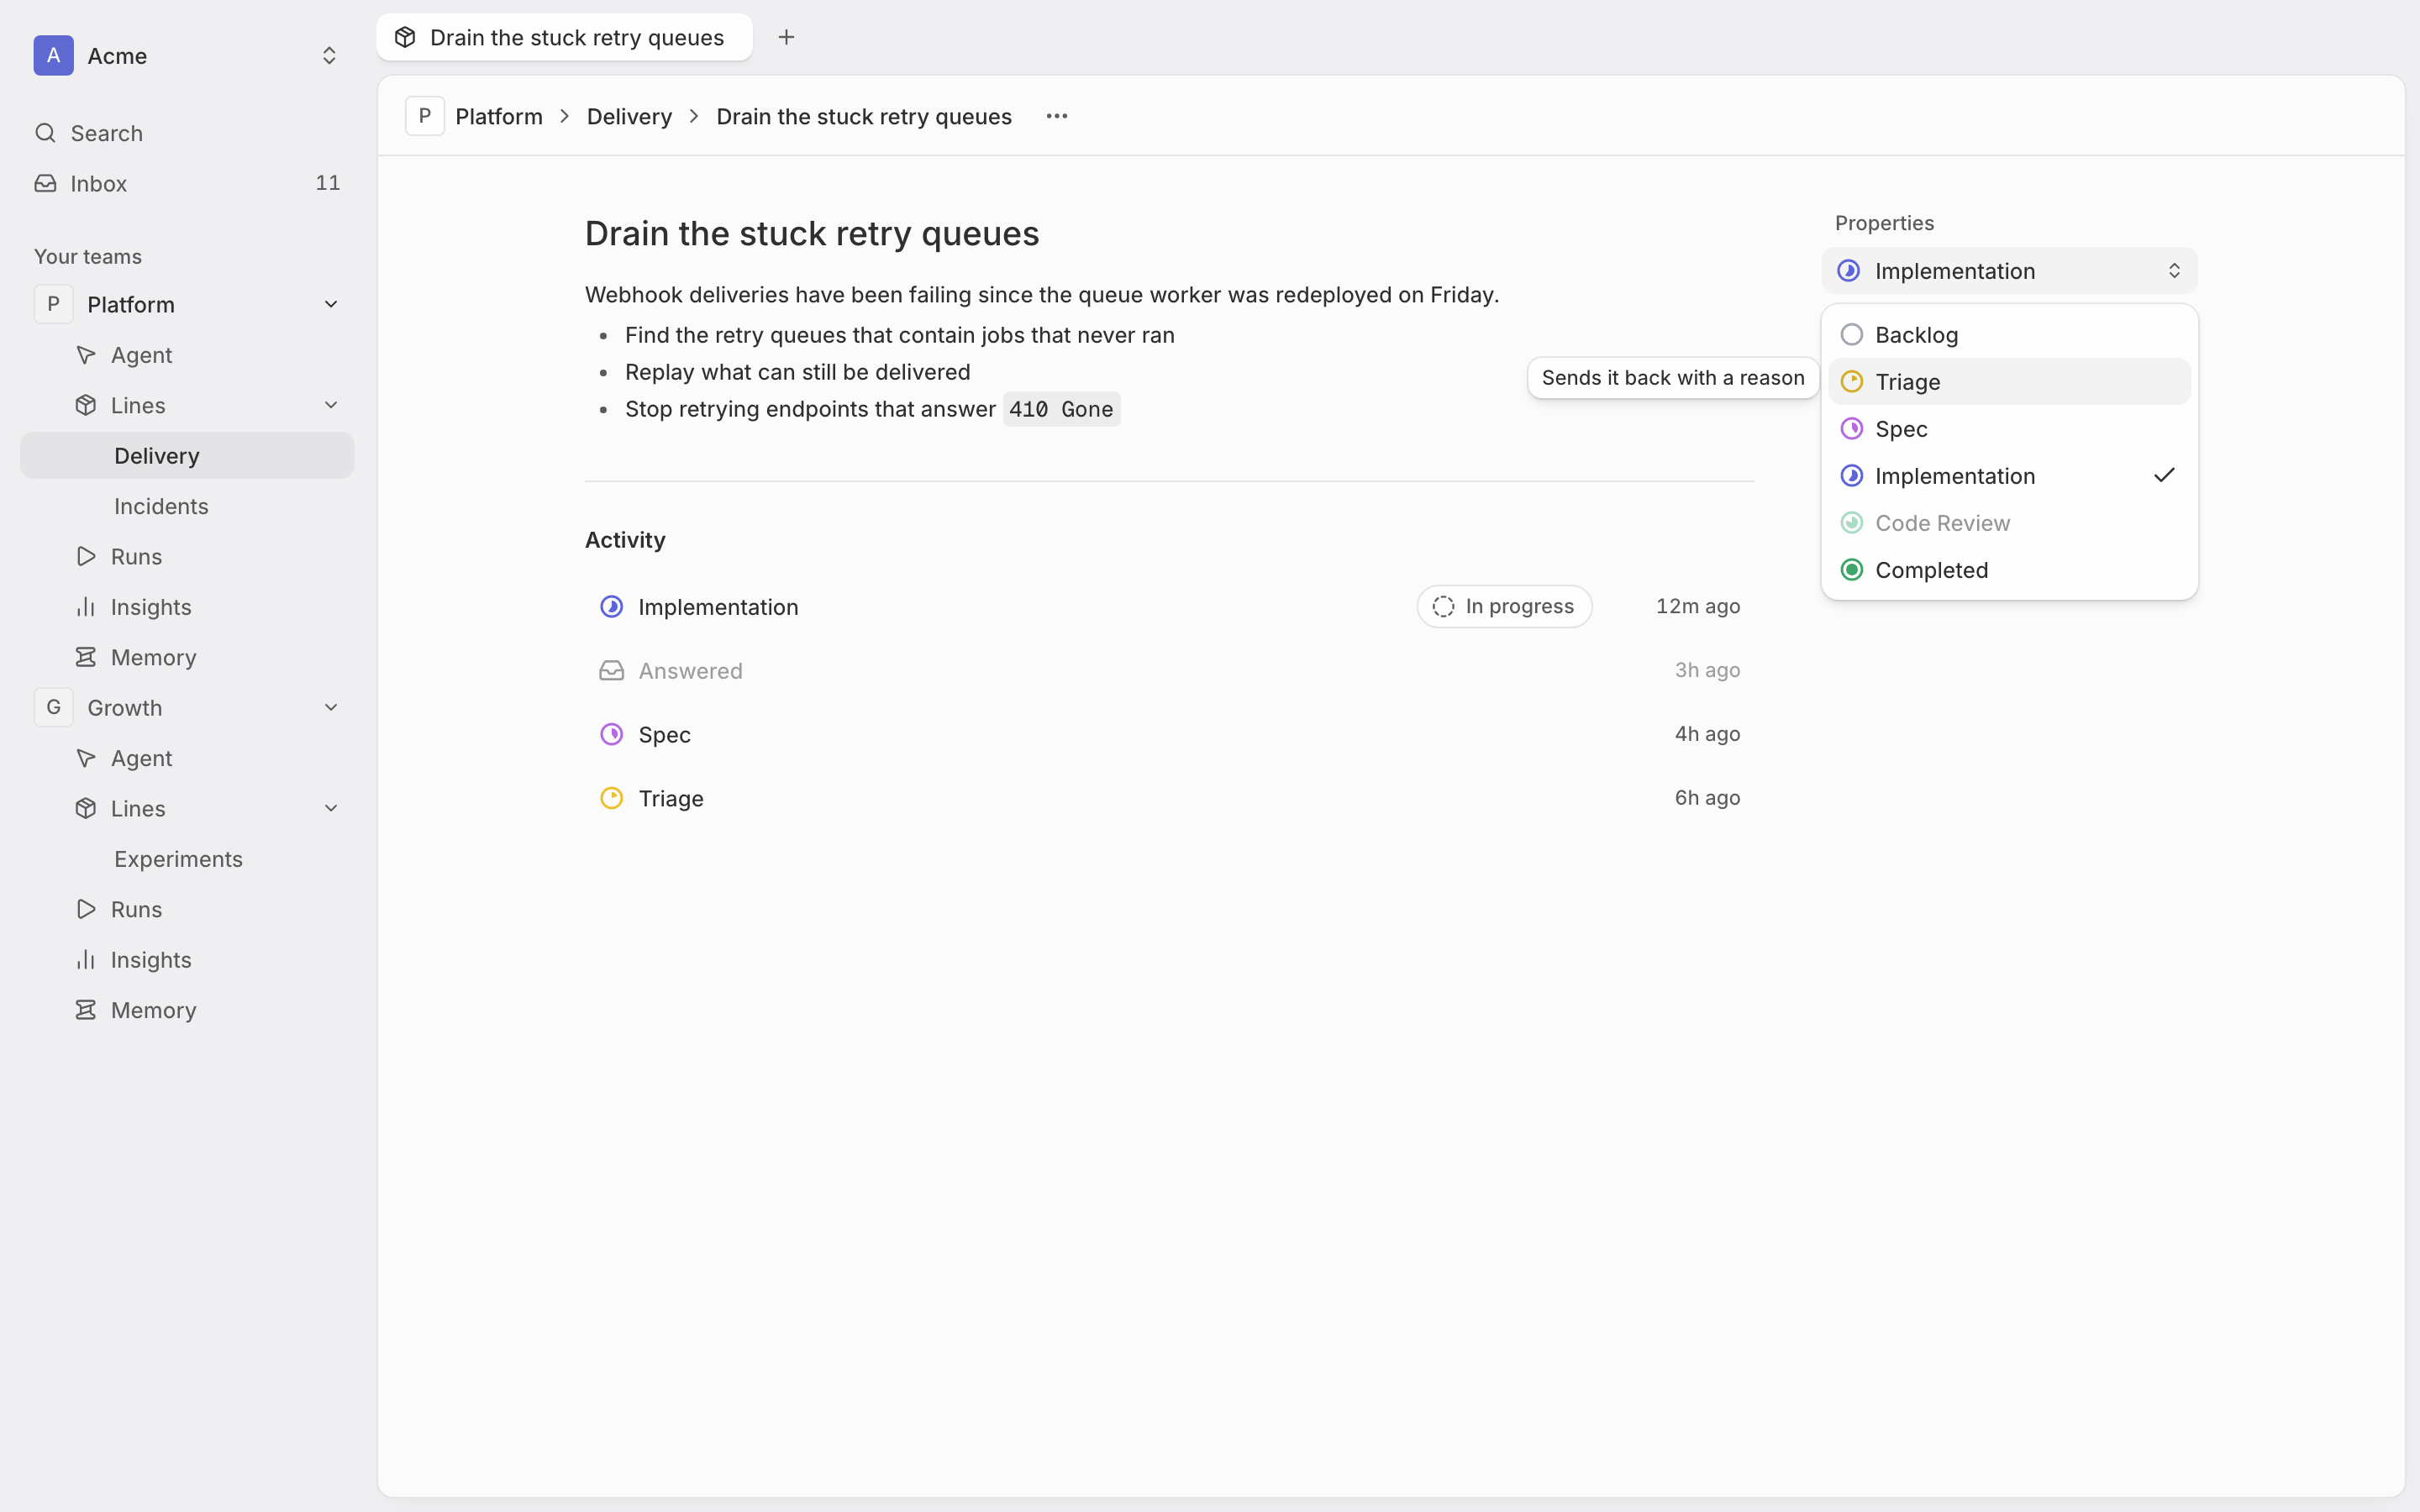 A Acme
Search
Inbox 11
Your teams
P Platform
Agent
Lines
Delivery
Incidents
Runs
Insights
Memory
G Growth
Agent
Lines
Experiments
Runs
Insights
Memory
Drain the stuck retry queues
P Platform Delivery Drain the stuck retry queues
Drain the stuck retry queues
Webhook deliveries have been failing since the queue worker was redeployed on Friday.
Find the retry queues that contain jobs that never ran
Replay what can still be delivered
Stop retrying endpoints that answer 410 Gone
Activity
Implementation In progress 12m ago
Answered 3h ago
Spec 4h ago
Triage 6h ago
Properties
Implementation
Backlog
Sends it back with a reason
Triage
Spec
Implementation
Code Review
Completed